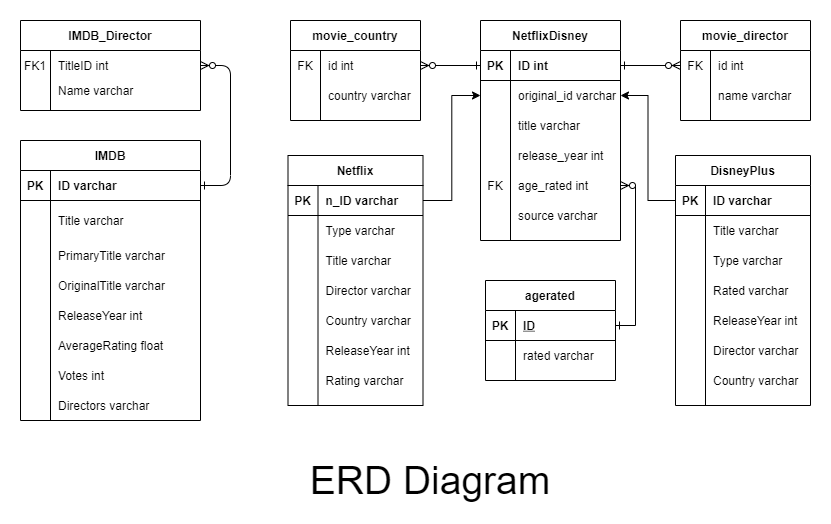 IMDB_Director
FK1 TitleID int
Name varchar
IMDB
PK ID varchar
Title varchar
PrimaryTitle varchar
OriginalTitle varchar
ReleaseYear int
AverageRating float
Votes int
Directors varchar
movie_country
FK id int
country varchar
Netflix
PK n_ID varchar
Type varchar
Title varchar
Director varchar
Country varchar
ReleaseYear int
Rating varchar
NetflixDisney
PK ID int
original_id varchar
title varchar
release_year int
FK age_rated int
source varchar
agerated
PK ID
rated varchar
movie_director
FK id int
name varchar
DisneyPlus
PK ID varchar
Title varchar
Type varchar
Rated varchar
ReleaseYear int
Director varchar
Country varchar
ERD Diagram